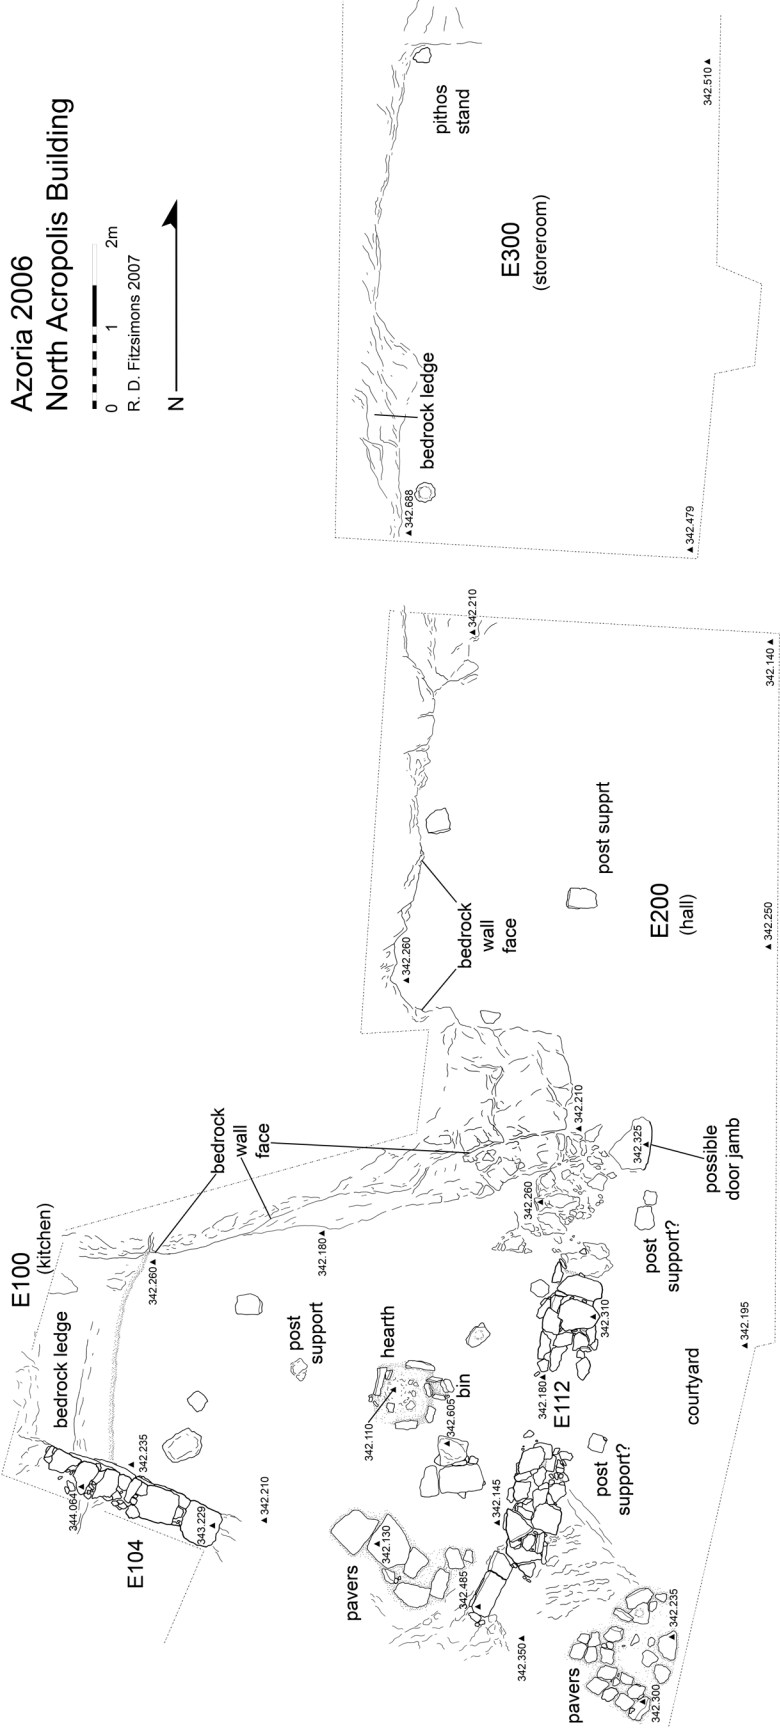 Azoria 2006
North Acropolis Building
0 1 2m
R. D. Fitzsimons 2007
N
E100
(kitchen)
bedrock ledge
344.064
343.229
E104
342.235
342.210
342.260
bedrock
wall
face
342.180
post
support
hearth
342.110
bin
342.605
pavers
342.130
342.145
342.485
342.350
342.180
E112
342.310
342.260
342.210
342.325
possible
door jamb
post
support?
post
support?
courtyard
342.195
pavers
342.235
342.300
342.260
bedrock
wall
face
post supprt
E200
(hall)
342.250
342.210
342.140
342.688
bedrock ledge
342.479
E300
(storeroom)
pithos
stand
342.510